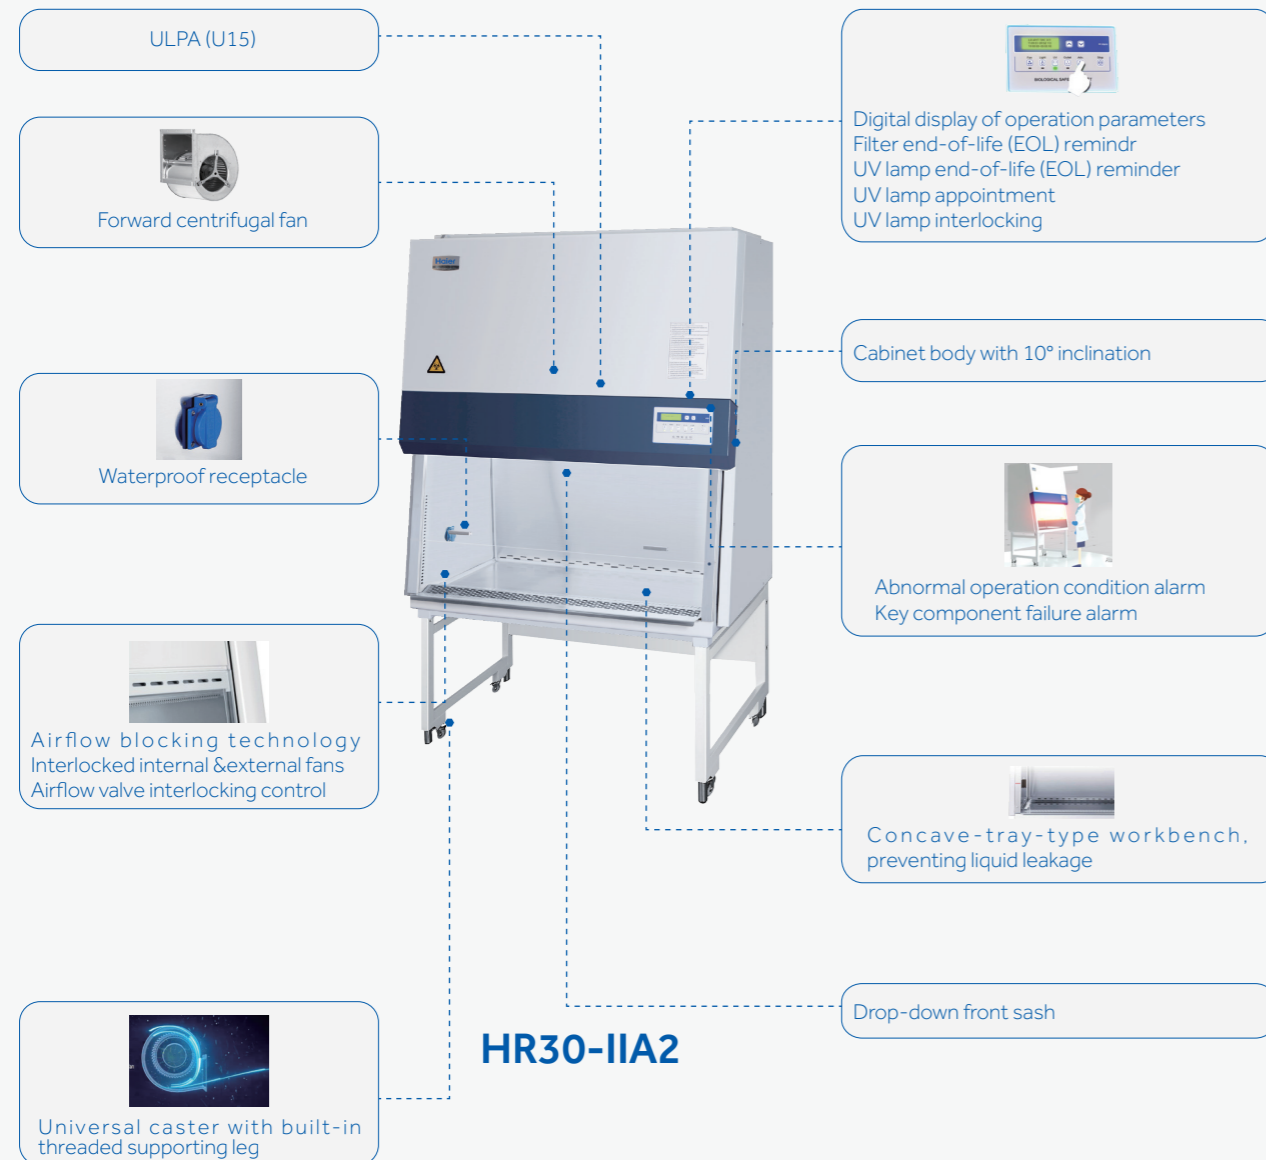 ULPA (U15)
Forward centrifugal fan
Waterproof receptacle
Airflow blocking technology
Interlocked internal &external fans
Airflow valve interlocking control
Universal caster with built-in
threaded supporting leg
Haier
HR30-IIA2
BIOLOGICAL SAFETY
Digital display of operation parameters
Filter end-of-life (EOL) remindr
UV lamp end-of-life (EOL) reminder
UV lamp appointment
UV lamp interlocking
Cabinet body with 10° inclination
Abnormal operation condition alarm
Key component failure alarm
Concave-tray-type workbench,
preventing liquid leakage
Drop-down front sash